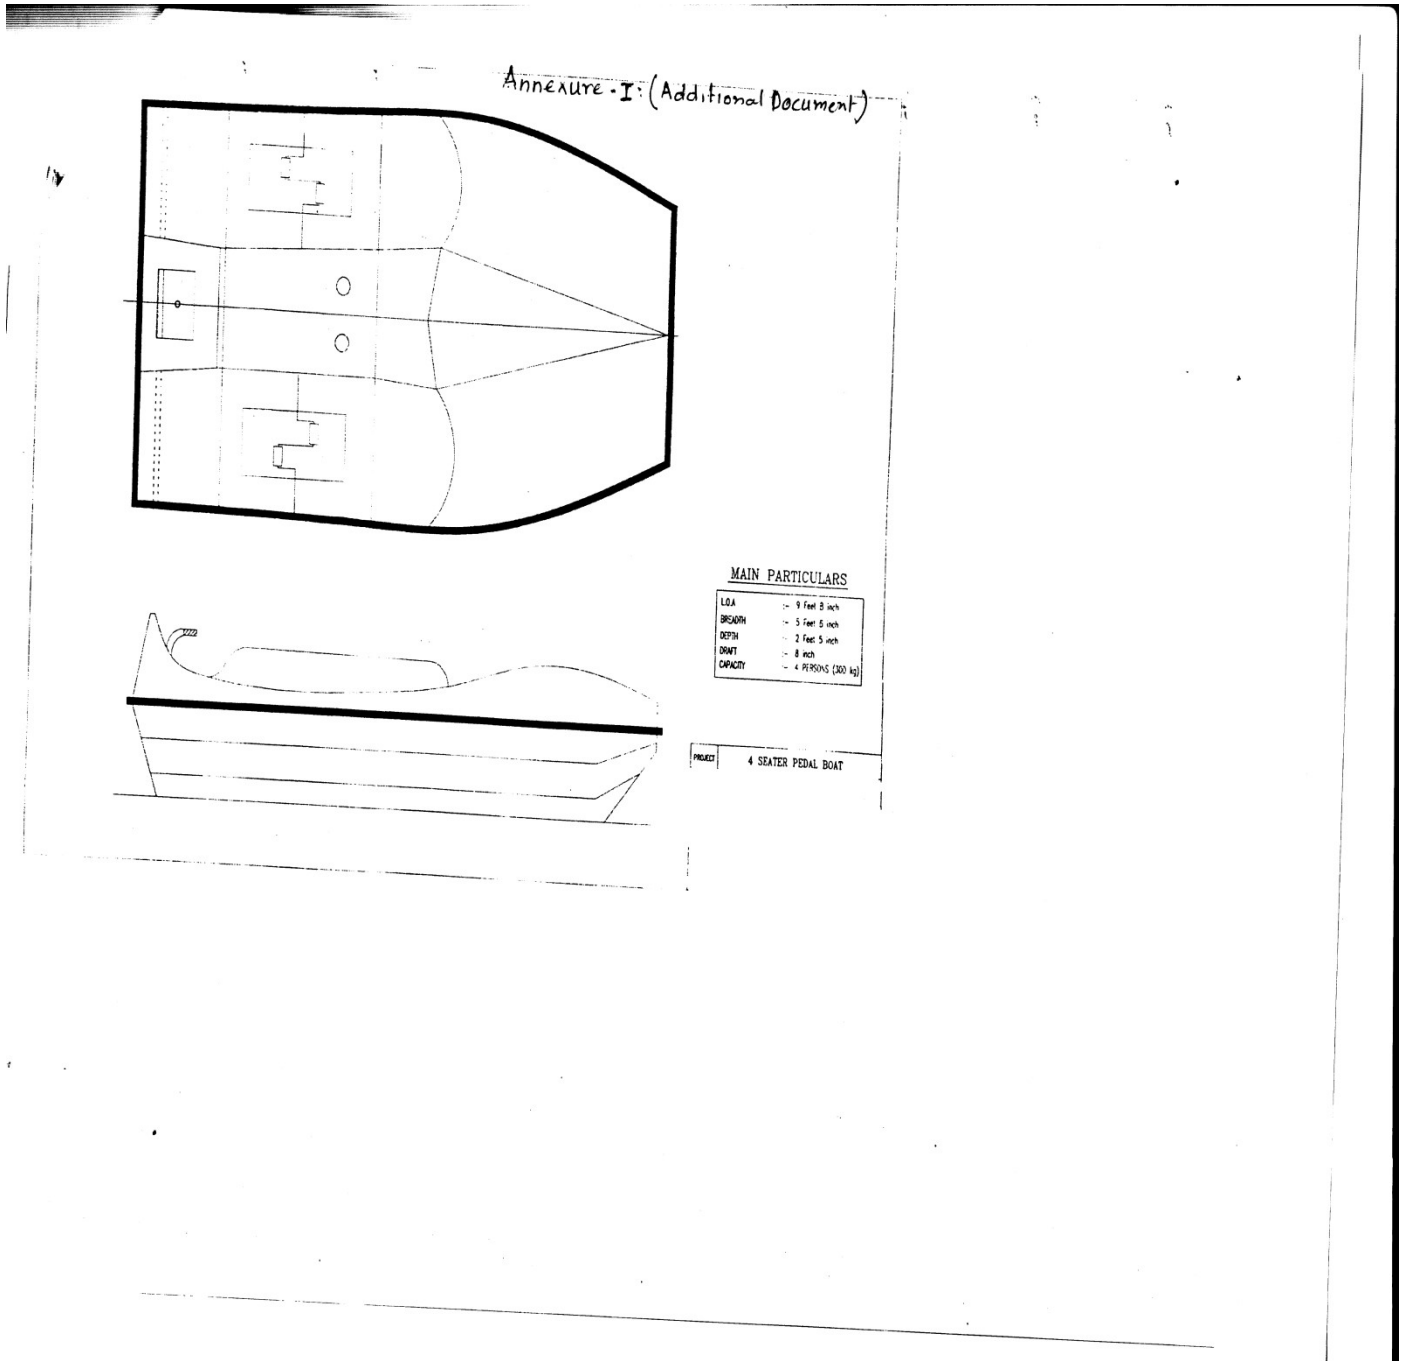 Annexure-I: (Additional Document)
MAIN PARTICULARS
L.O.A :- 9 Feet 8 inch
BREADTH :- 5 Feet 6 inch
DEPTH :- 2 Feet 5 inch
DRAFT :- 8 inch
CAPACITY :- 4 PERSONS (300 kg)
PROJECT 4 SEATER PEDAL BOAT